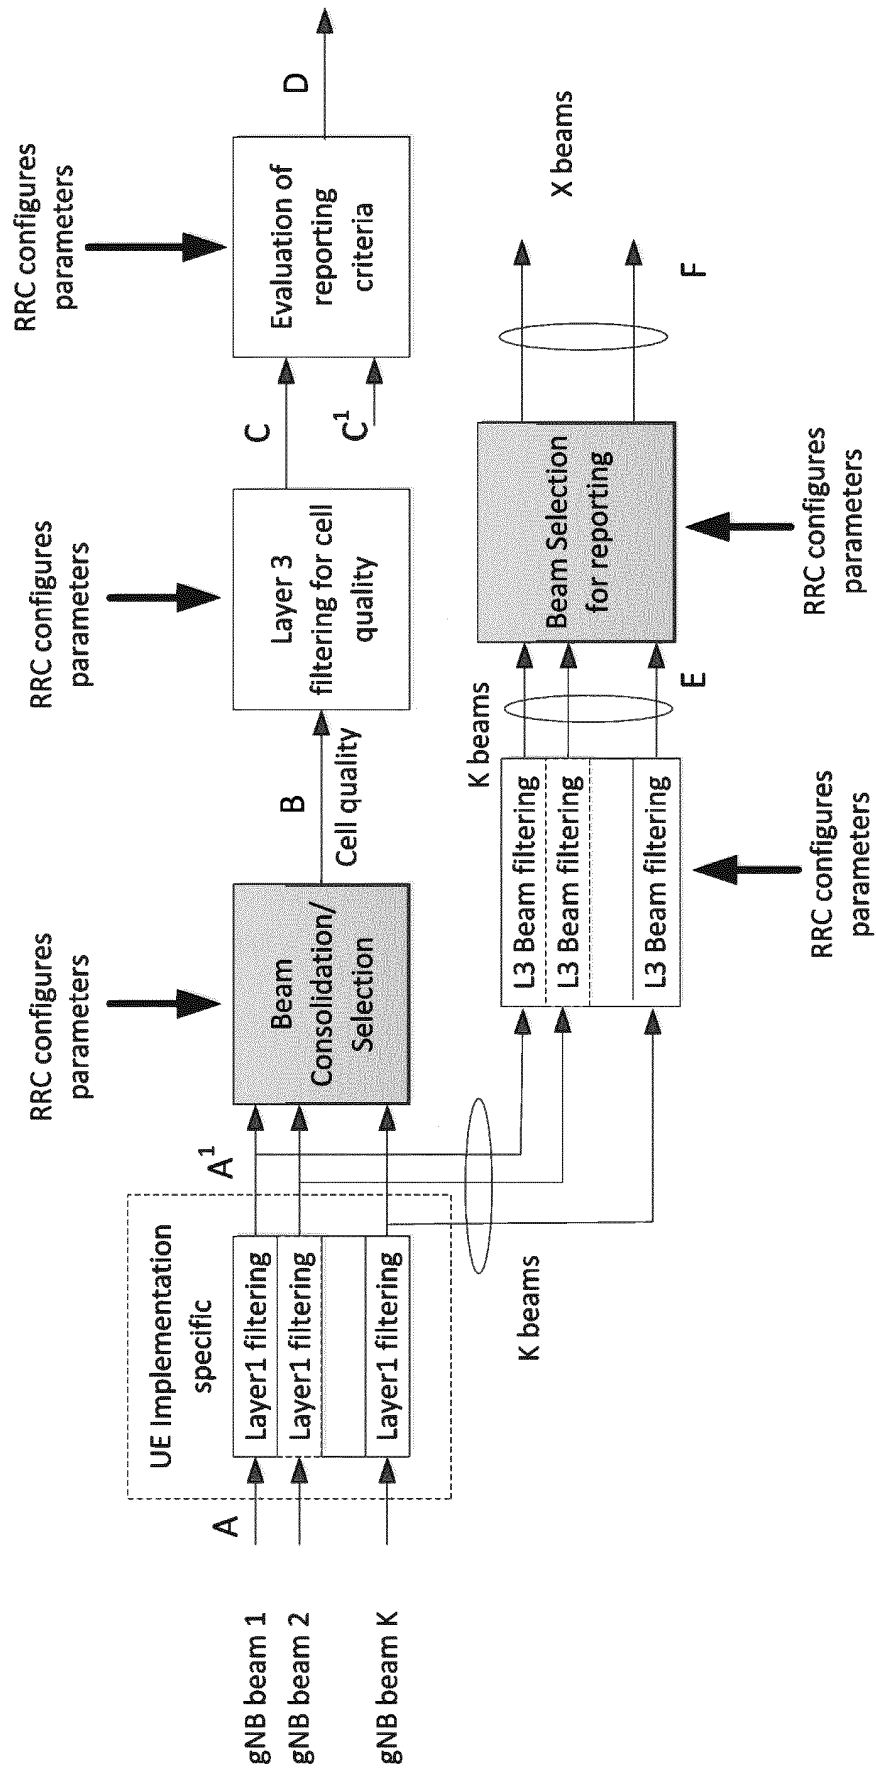 gNB beam 1
gNB beam 2
gNB beam K
A
UE Implementation
specific
Layer1 filtering
Layer1 filtering
Layer1 filtering
A1
K beams
RRC configures
parameters
Beam
Consolidation/
Selection
B
Cell quality
RRC configures
parameters
Layer 3
filtering for cell
quality
C
C1
RRC configures
parameters
Evaluation of
reporting
criteria
D
L3 Beam filtering
L3 Beam filtering
L3 Beam filtering
RRC configures
parameters
K beams
E
Beam Selection
for reporting
RRC configures
parameters
X beams
F